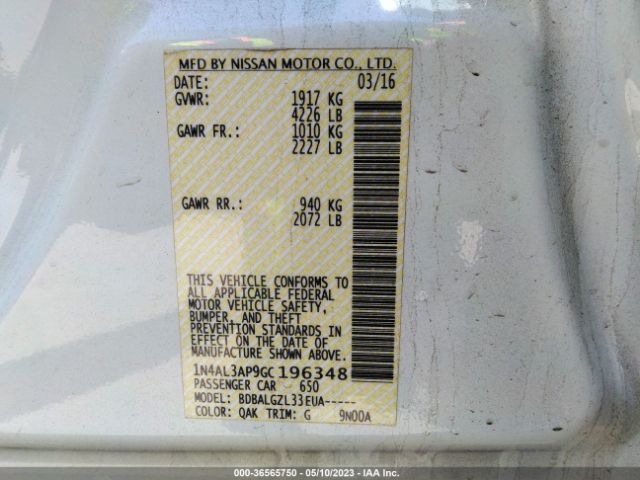 MFD BY NISSAN MOTOR CO., LTD.
DATE: 03/16
GVWR: 1917 KG
4226 LB
GAWR FR.: 1010 KG
2227 LB
GAWR RR.: 940 KG
2072 LB
THIS VEHICLE CONFORMS TO
ALL APPLICABLE FEDERAL
MOTOR VEHICLE SAFETY,
BUMPER, AND THEFT
PREVENTION STANDARDS IN
EFFECT ON THE DATE OF
MANUFACTURE SHOWN ABOVE.
1N4AL3AP9GC196348
PASSENGER CAR 650
MODEL: BDBALGZL33EUA-----
COLOR: QAK TRIM: G 9N00A
000-36565750 - 05/10/2023 - IAA Inc.